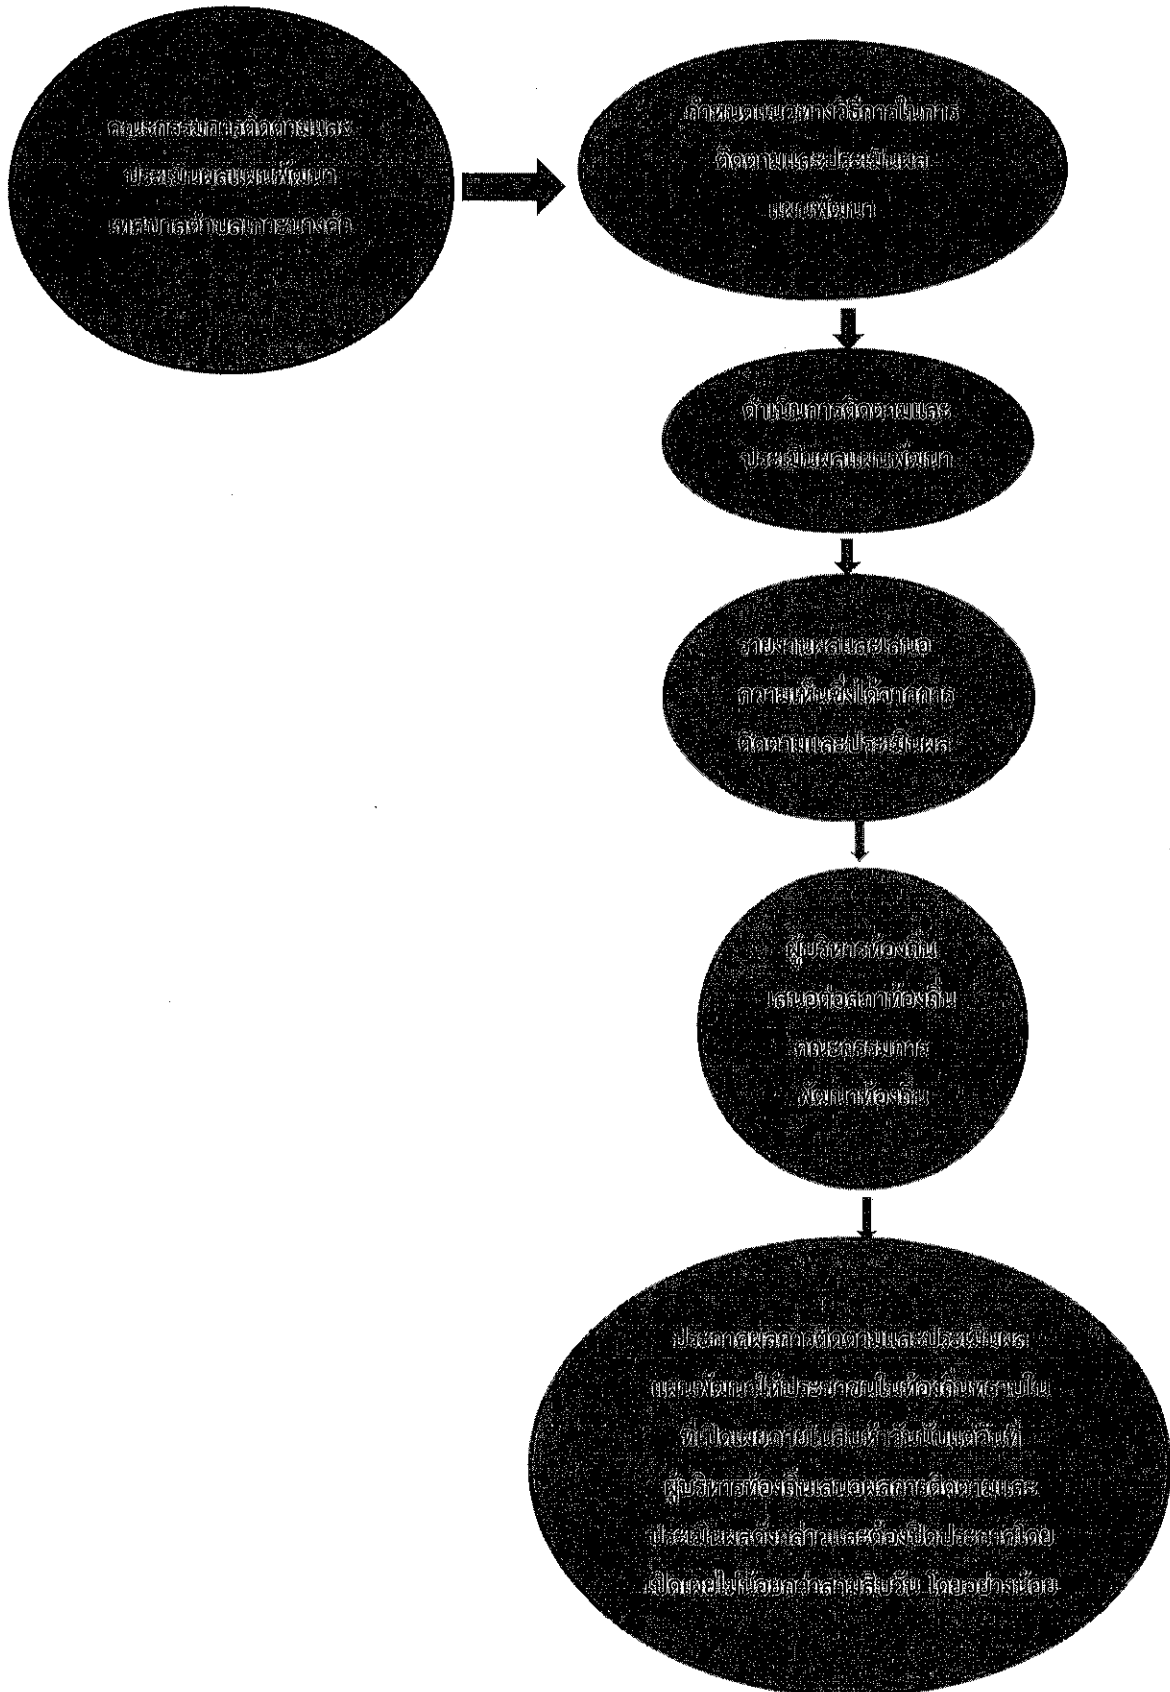 คณะกรรมการติดตามและ
ประเมินผลแผนพัฒนา
เทศบาลตำบลเกาะนางคำ
กำหนดแนวทางวิธีการในการ
ติดตามและประเมินผล
แผนพัฒนา
ดำเนินการติดตามและ
ประเมินผลแผนพัฒนา
รายงานผลและเสนอ
ความเห็นซึ่งได้จากการ
ติดตามและประเมินผล
ผู้บริหารท้องถิ่น
เสนอต่อสภาท้องถิ่น
คณะกรรมการ
พัฒนาท้องถิ่น
ประกาศผลการติดตามและประเมินผล
แผนพัฒนาให้ประชาชนในท้องถิ่นทราบใน
ที่เปิดเผยภายในสิบห้าวันนับแต่วันที่
ผู้บริหารท้องถิ่นเสนอผลการติดตามและ
ประเมินผลดังกล่าวและต้องปิดประกาศโดย
เปิดเผยไม่น้อยกว่าสามสิบวัน โดยอย่างน้อย